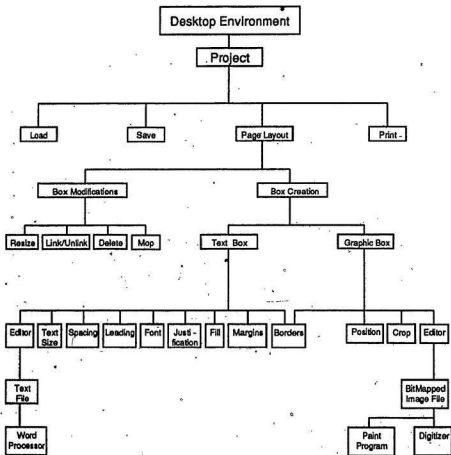 Desktop Environment
Project
Load
Save
Page Layout
Print
Box Modifications
Box Creation
Resize
Link/Unlink
Delete
Mop
Text Box
Graphic Box
Editor
Text
Size
Spacing
Leading
Font
Justi -
fication
Fill
Margins
Borders
Position
Crop
Editor
Text
File
BitMapped
Image File
Word
Processor
Paint
Program
Digitizer